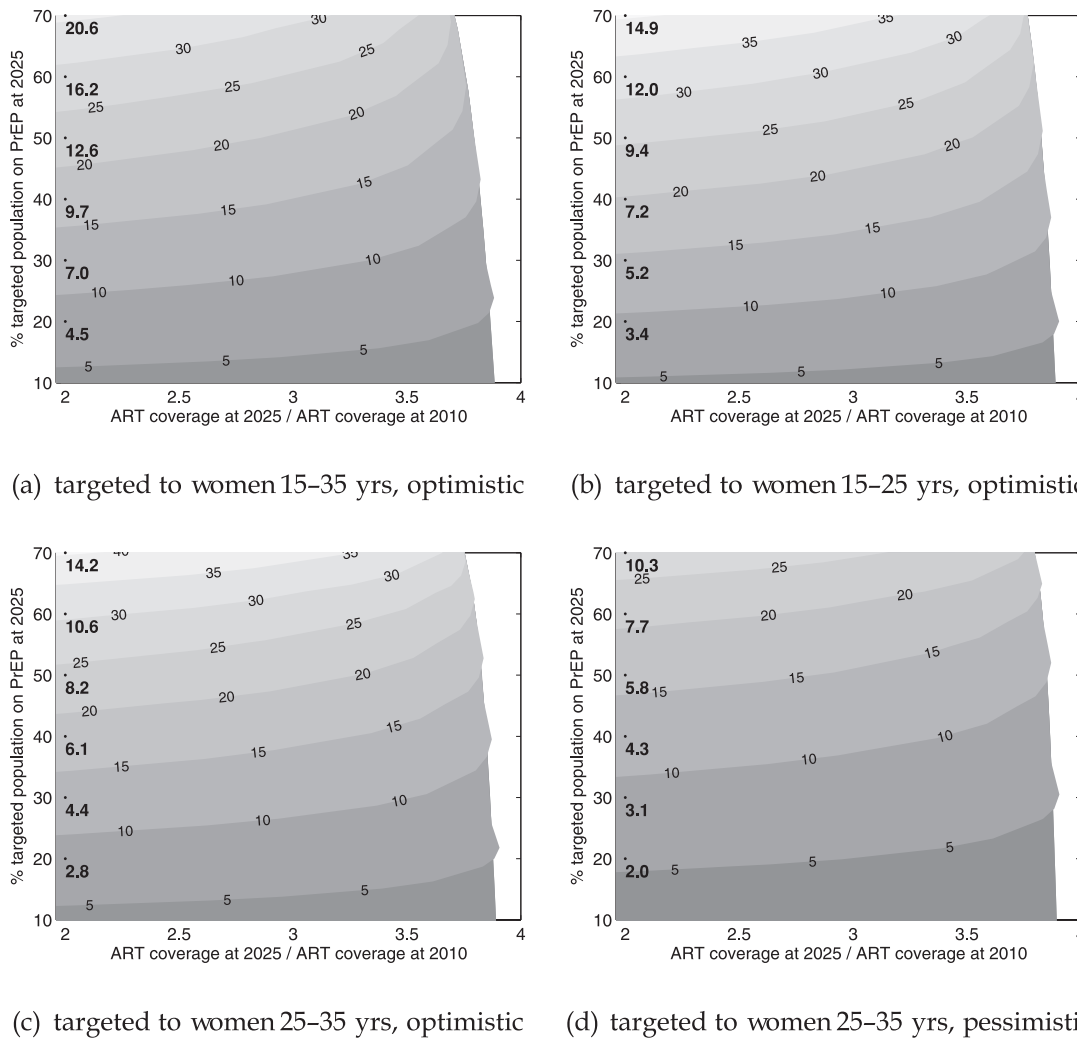 70 20.6 30 35 70 14.9
30 25 35 30
60 16.2 25 60 12.0 30
25 20 30 25
50 12.6 20 50 9.4 25 20
20 15 20
40 9.7 15 40 7.2 20
15 10 15 15
30 7.0 10 30 5.2
10 10 10
20 4.5 20 3.4
5 5 5 5 5 5
10 10
2 2.5 3 3.5 4 2 2.5 3 3.5
% targeted population on PrEP at 2025
% targeted population on PrEP at 2025
ART coverage at 2025 / ART coverage at 2010
ART coverage at 2025 / ART coverage at 2010
(a) targeted to women 15–35 yrs, optimistic
(b) targeted to women 15–25 yrs, optimistic
70 14.2 40 35 70 10.3 25
35 30 25
60 10.6 30 30 60 7.7 20 20
25 25 25
50 8.2 20 50 5.8 15
20 20 15 15
40 6.1 15 40 4.3
15 15 10 10
30 4.4 10 30 3.1 10
10 10
20 2.8 20 2.0
5 5 5 5 5 5
10 10
2 2.5 3 3.5 4 2 2.5 3 3.5
% targeted population on PrEP at 2025
% targeted population on PrEP at 2025
ART coverage at 2025 / ART coverage at 2010
ART coverage at 2025 / ART coverage at 2010
(c) targeted to women 25–35 yrs, optimistic
(d) targeted to women 25–35 yrs, pessimisti